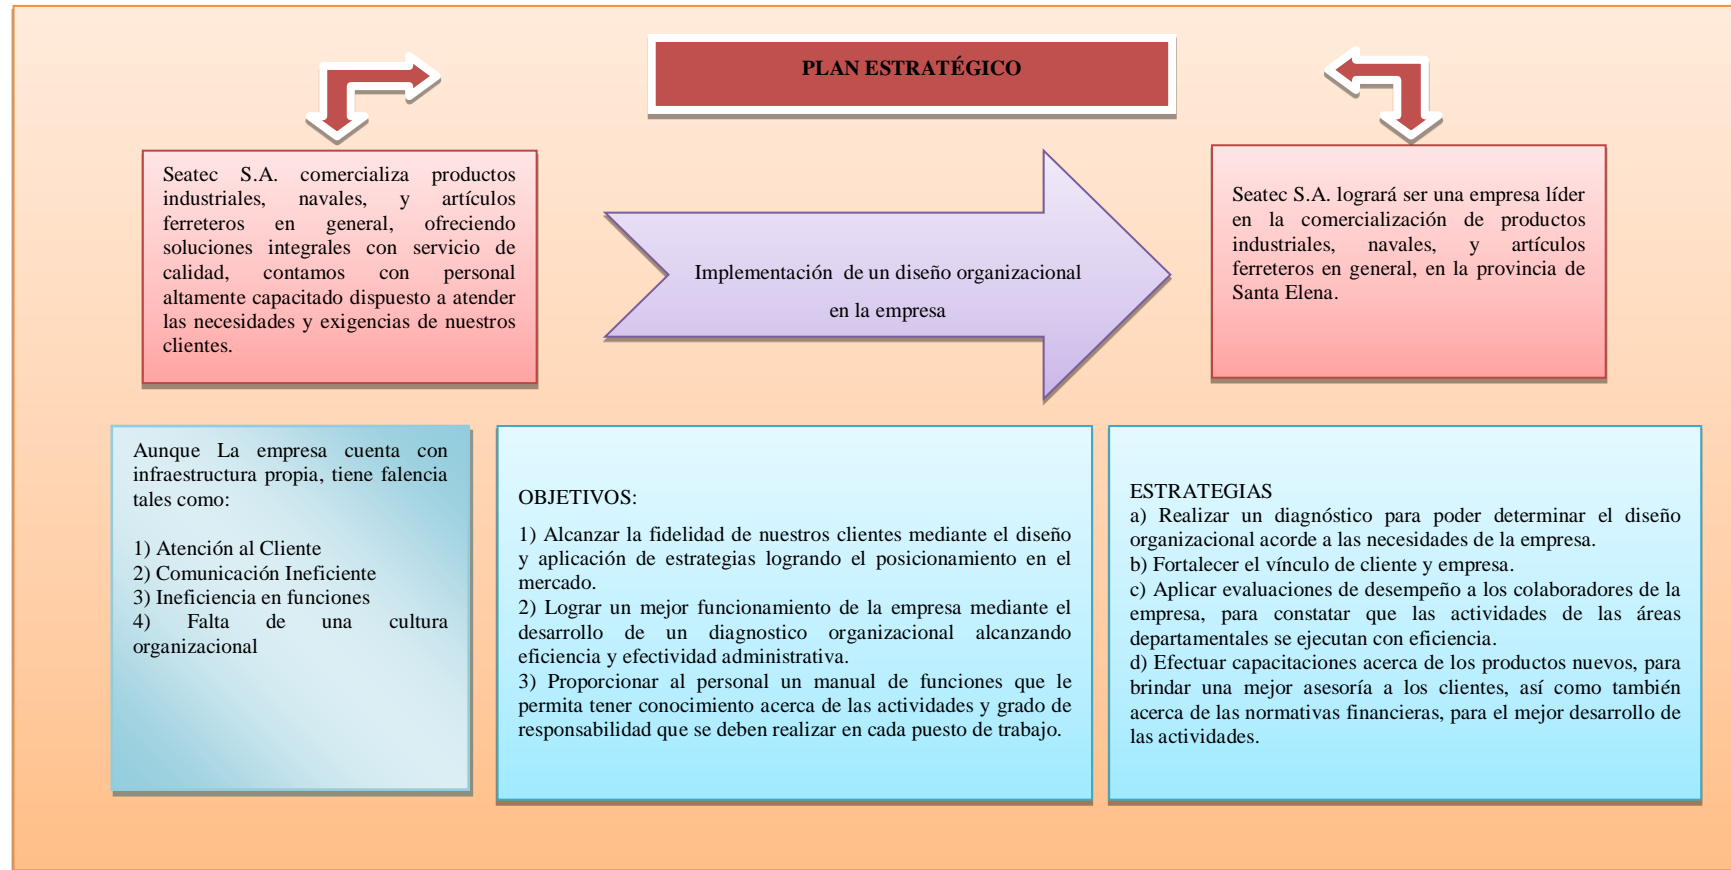 PLAN ESTRATÉGICO
Seatec S.A. comercializa productos
industriales, navales, y artículos
ferreteros en general, ofreciendo
soluciones integrales con servicio de
calidad, contamos con personal
altamente capacitado dispuesto a atender
las necesidades y exigencias de nuestros
clientes.
Implementación de un diseño organizacional
en la empresa
Seatec S.A. logrará ser una empresa líder
en la comercialización de productos
industriales, navales, y artículos
ferreteros en general, en la provincia de
Santa Elena.
Aunque La empresa cuenta con
infraestructura propia, tiene falencia
tales como:
1) Atención al Cliente
2) Comunicación Ineficiente
3) Ineficiencia en funciones
4) Falta de una cultura
organizacional
OBJETIVOS:
1) Alcanzar la fidelidad de nuestros clientes mediante el diseño
y aplicación de estrategias logrando el posicionamiento en el
mercado.
2) Lograr un mejor funcionamiento de la empresa mediante el
desarrollo de un diagnostico organizacional alcanzando
eficiencia y efectividad administrativa.
3) Proporcionar al personal un manual de funciones que le
permita tener conocimiento acerca de las actividades y grado de
responsabilidad que se deben realizar en cada puesto de trabajo.
ESTRATEGIAS
a) Realizar un diagnóstico para poder determinar el diseño
organizacional acorde a las necesidades de la empresa.
b) Fortalecer el vínculo de cliente y empresa.
c) Aplicar evaluaciones de desempeño a los colaboradores de la
empresa, para constatar que las actividades de las áreas
departamentales se ejecutan con eficiencia.
d) Efectuar capacitaciones acerca de los productos nuevos, para
brindar una mejor asesoría a los clientes, así como también
acerca de las normativas financieras, para el mejor desarrollo de
las actividades.